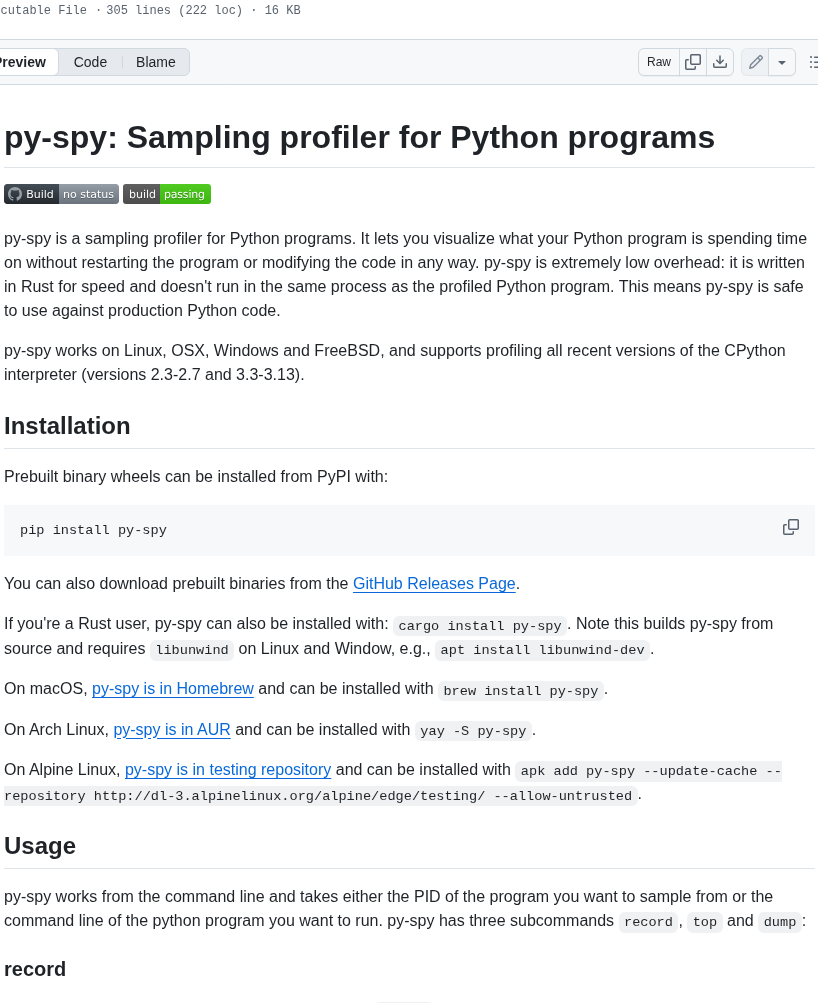 cutable File · 305 lines (222 loc) · 16 KB
Preview Code Blame Raw
py-spy: Sampling profiler for Python programs
Build no status build passing
py-spy is a sampling profiler for Python programs. It lets you visualize what your Python program is spending time
on without restarting the program or modifying the code in any way. py-spy is extremely low overhead: it is written
in Rust for speed and doesn't run in the same process as the profiled Python program. This means py-spy is safe
to use against production Python code.
py-spy works on Linux, OSX, Windows and FreeBSD, and supports profiling all recent versions of the CPython
interpreter (versions 2.3-2.7 and 3.3-3.13).
Installation
Prebuilt binary wheels can be installed from PyPI with:
pip install py-spy
You can also download prebuilt binaries from the GitHub Releases Page.
If you're a Rust user, py-spy can also be installed with: cargo install py-spy. Note this builds py-spy from
source and requires libunwind on Linux and Window, e.g., apt install libunwind-dev.
On macOS, py-spy is in Homebrew and can be installed with brew install py-spy.
On Arch Linux, py-spy is in AUR and can be installed with yay -S py-spy.
On Alpine Linux, py-spy is in testing repository and can be installed with apk add py-spy --update-cache --
repository http://dl-3.alpinelinux.org/alpine/edge/testing/ --allow-untrusted.
Usage
py-spy works from the command line and takes either the PID of the program you want to sample from or the
command line of the python program you want to run. py-spy has three subcommands record, top and dump:
record